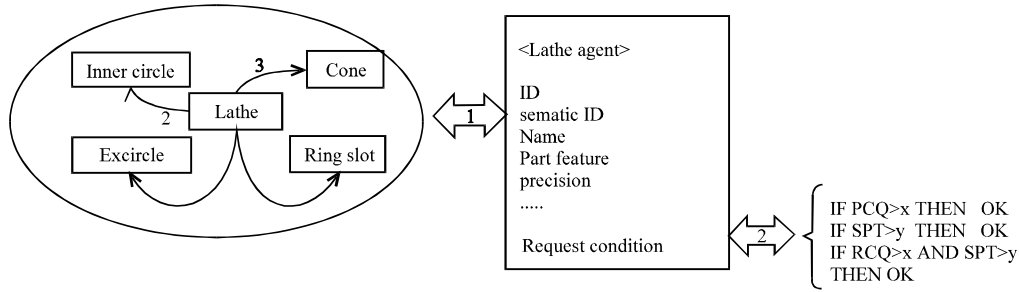 Inner circle
3
Cone
2
Lathe
Excircle
Ring slot
1
<Lathe agent>
ID
sematic ID
Name
Part feature
precision
.....
Request condition
2
IF PCQ>x THEN OK
IF SPT>y THEN OK
IF RCQ>x AND SPT>y
THEN OK